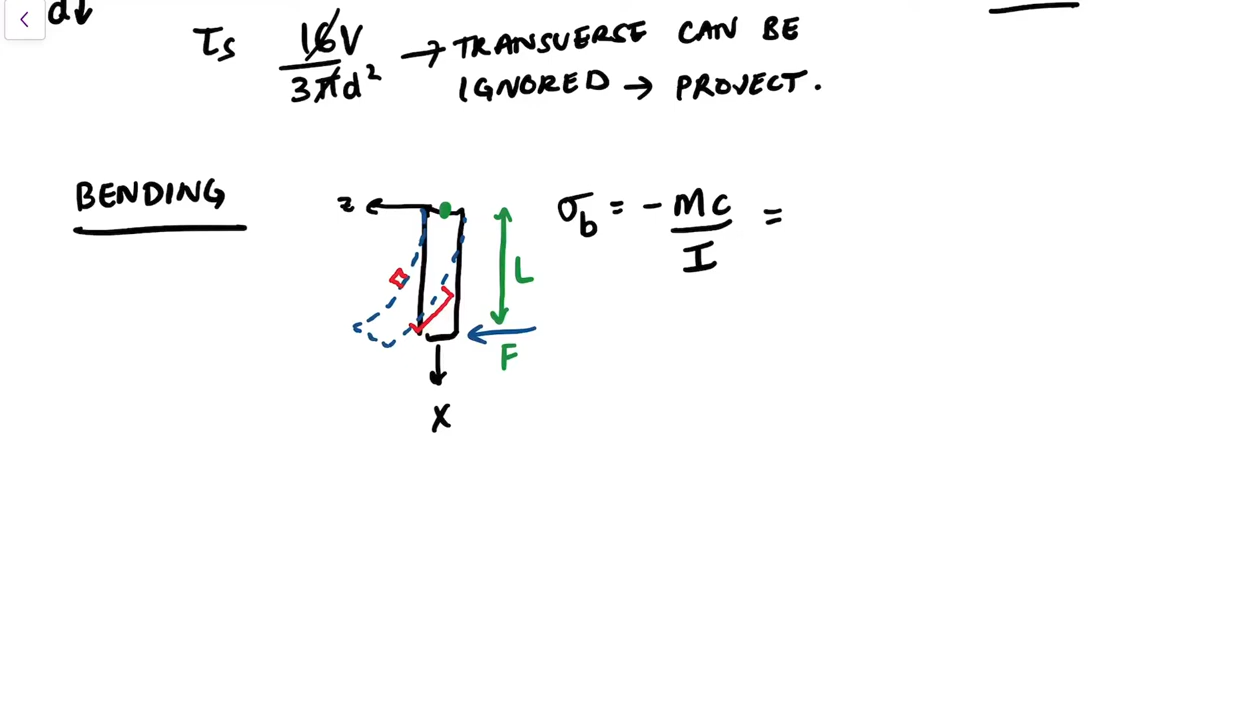 d↓
τs 16V / 3πd² → TRANSVERSE CAN BE
IGNORED → PROJECT.
BENDING
z
σb = - Mc / I =
L
F
X